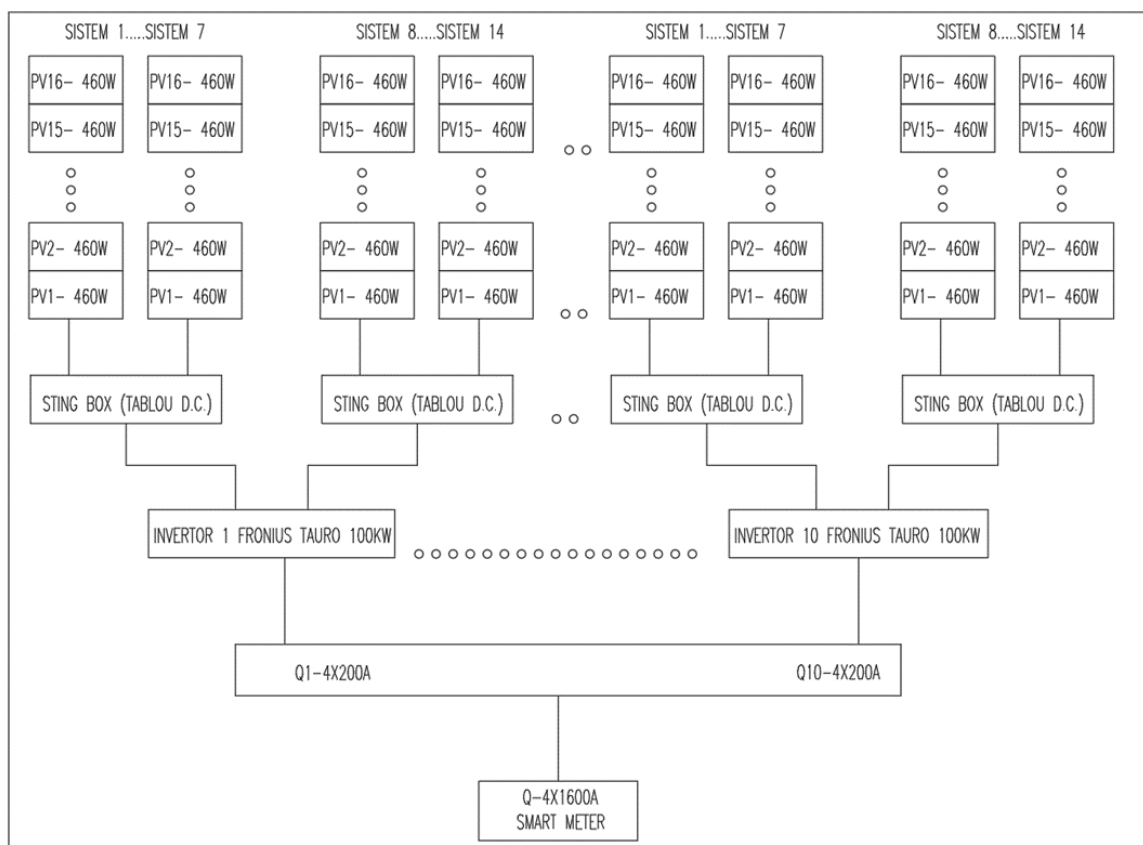 SISTEM 1.....SISTEM 7 SISTEM 8.....SISTEM 14 SISTEM 1.....SISTEM 7 SISTEM 8.....SISTEM 14
PV16- 460W PV16- 460W PV16- 460W PV16- 460W PV16- 460W PV16- 460W PV16- 460W PV16- 460W
PV15- 460W PV15- 460W PV15- 460W PV15- 460W PV15- 460W PV15- 460W PV15- 460W PV15- 460W
PV2- 460W PV2- 460W PV2- 460W PV2- 460W PV2- 460W PV2- 460W PV2- 460W PV2- 460W
PV1- 460W PV1- 460W PV1- 460W PV1- 460W PV1- 460W PV1- 460W PV1- 460W PV1- 460W
STING BOX (TABLOU D.C.) STING BOX (TABLOU D.C.) STING BOX (TABLOU D.C.) STING BOX (TABLOU D.C.)
INVERTOR 1 FRONIUS TAURO 100KW INVERTOR 10 FRONIUS TAURO 100KW
Q1-4X200A Q10-4X200A
Q-4X1600A
SMART METER